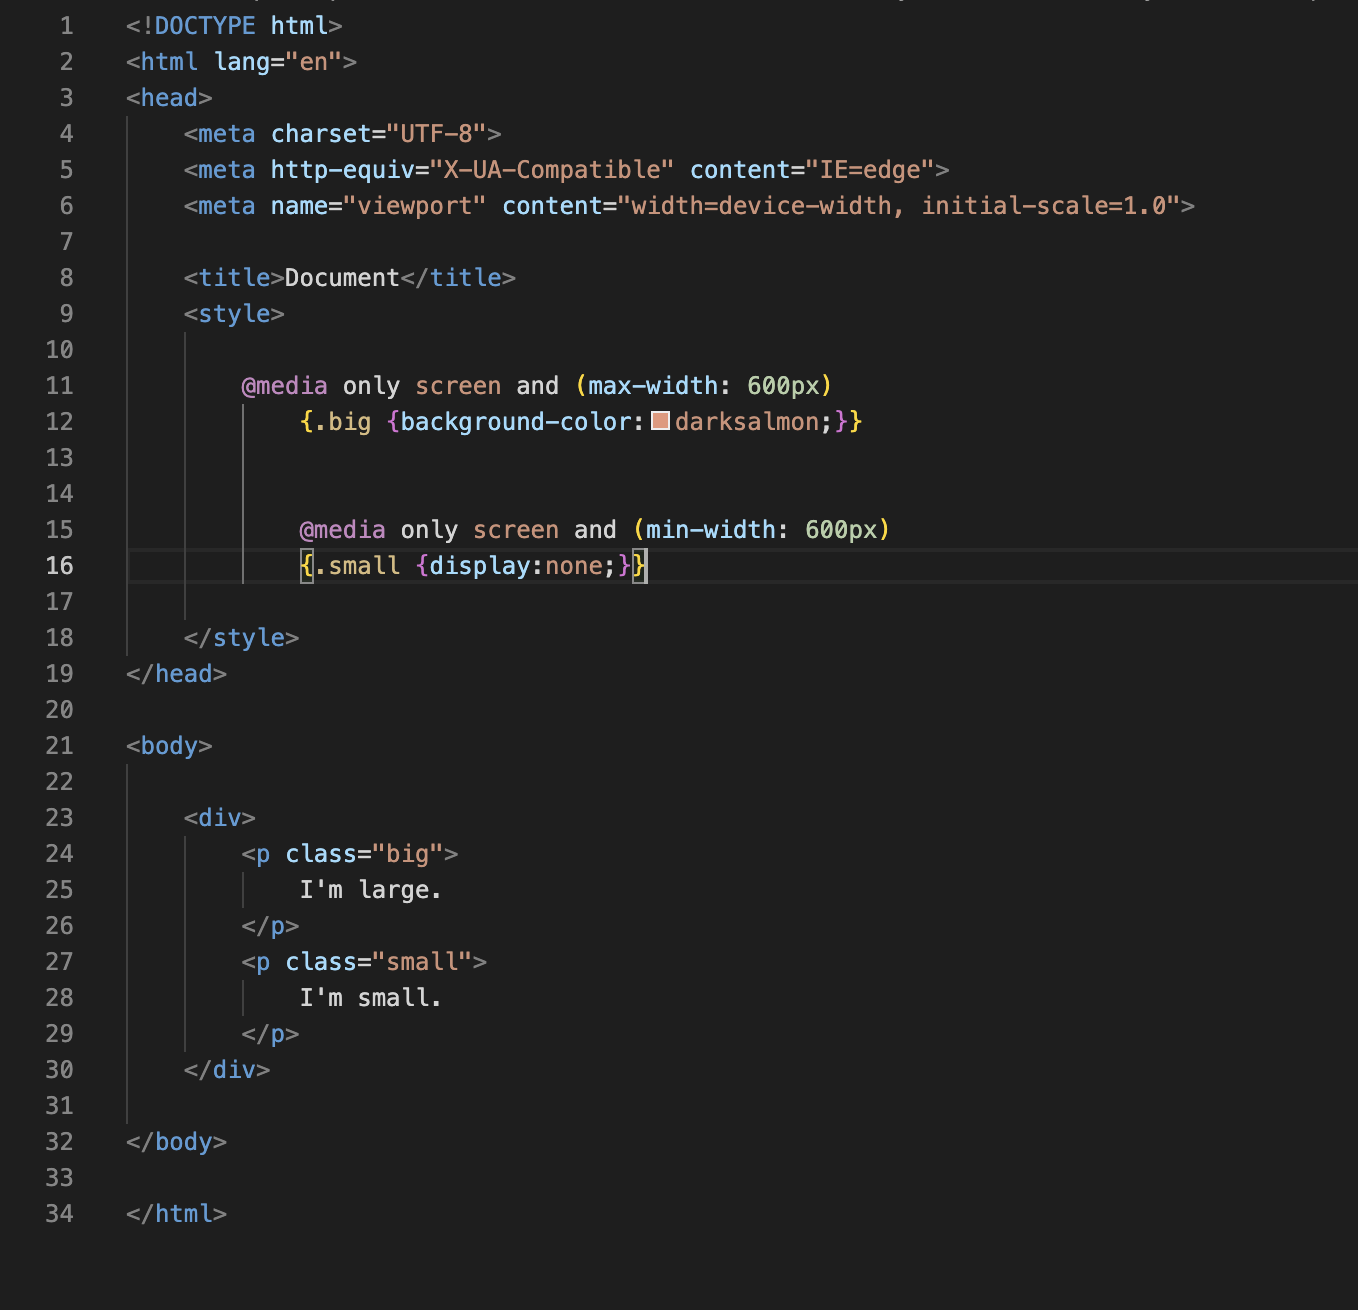 1 <!DOCTYPE html>
2 <html lang="en">
3 <head>
4     <meta charset="UTF-8">
5     <meta http-equiv="X-UA-Compatible" content="IE=edge">
6     <meta name="viewport" content="width=device-width, initial-scale=1.0">
7
8     <title>Document</title>
9     <style>
10
11         @media only screen and (max-width: 600px)
12             {.big {background-color:darksalmon;}}
13
14
15             @media only screen and (min-width: 600px)
16             {.small {display:none;}}
17
18     </style>
19 </head>
20
21 <body>
22
23     <div>
24         <p class="big">
25             I'm large.
26         </p>
27         <p class="small">
28             I'm small.
29         </p>
30     </div>
31
32 </body>
33
34 </html>